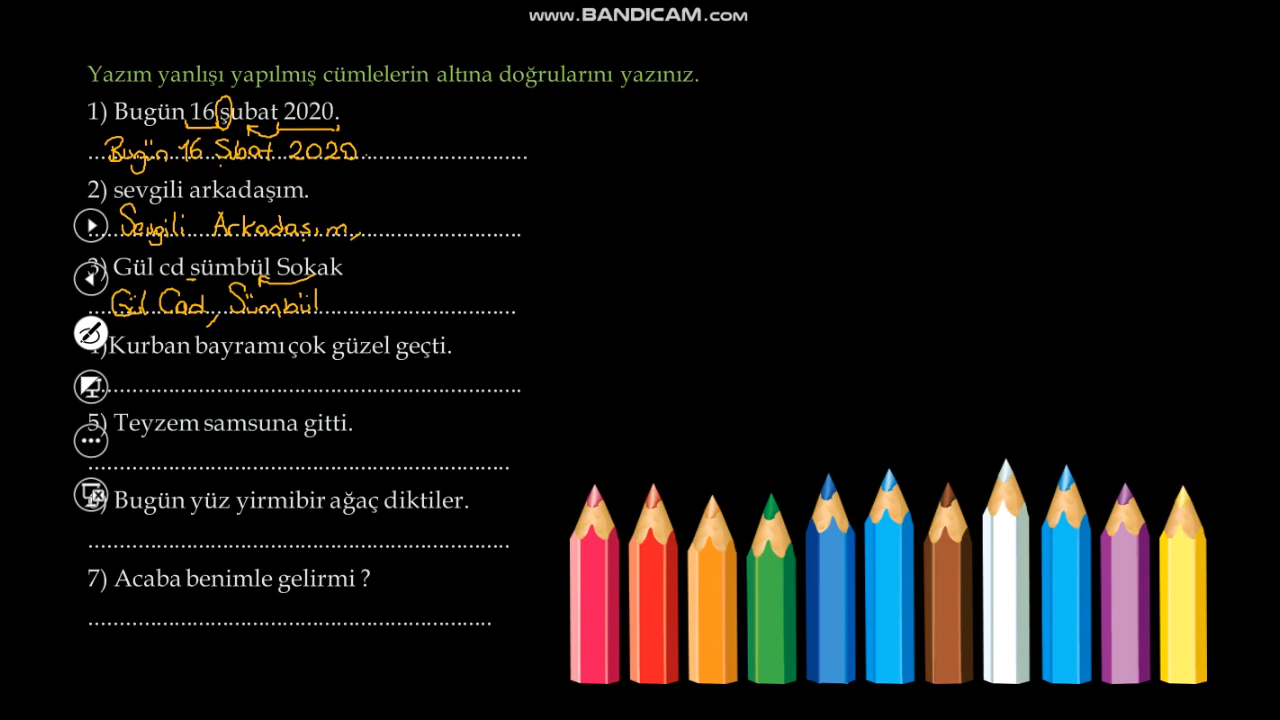 www.BANDICAM.com
Yazım yanlışı yapılmış cümlelerin altına doğrularını yazınız.
1) Bugün 16 şubat 2020.
Bugün 16 Şubat 2020.
2) sevgili arkadaşım.
Sevgili Arkadaşım,
3) Gül cd sümbül Sokak
Gül Cad, Sümbül
4)Kurban bayramı çok güzel geçti.
5) Teyzem samsuna gitti.
6) Bugün yüz yirmibir ağaç diktiler.
7) Acaba benimle gelirmi ?